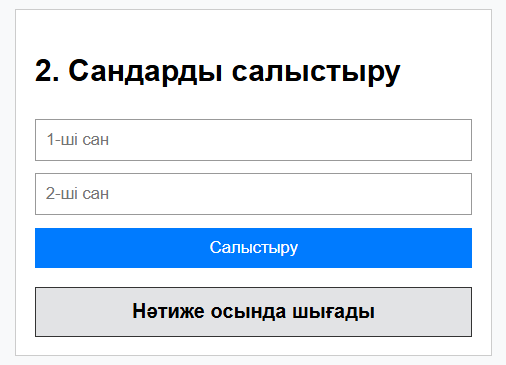 2. Сандарды салыстыру
1-ші сан
2-ші сан
Салыстыру
Нәтиже осында шығады